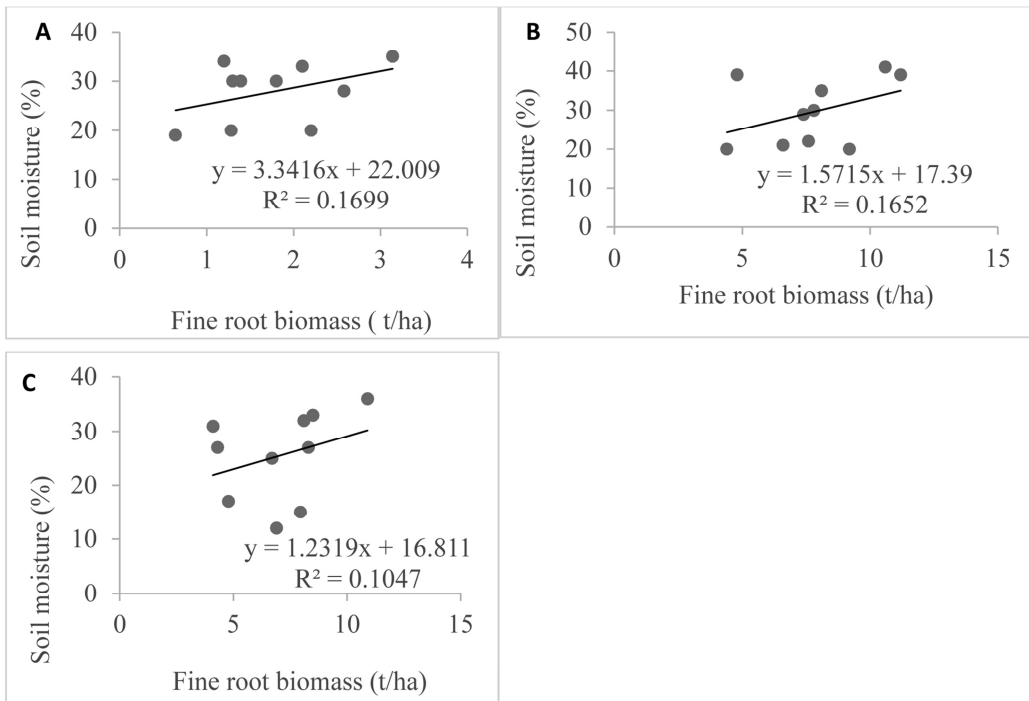 A
40
30
20
10
0
Soil moisture (%)
y = 3.3416x + 22.009
R² = 0.1699
0 1 2 3 4
Fine root biomass ( t/ha)
B
50
40
30
20
10
0
Soil moisture (%)
y = 1.5715x + 17.39
R² = 0.1652
0 5 10 15
Fine root biomass (t/ha)
C
40
30
20
10
0
Soil moisture (%)
y = 1.2319x + 16.811
R² = 0.1047
0 5 10 15
Fine root biomass (t/ha)